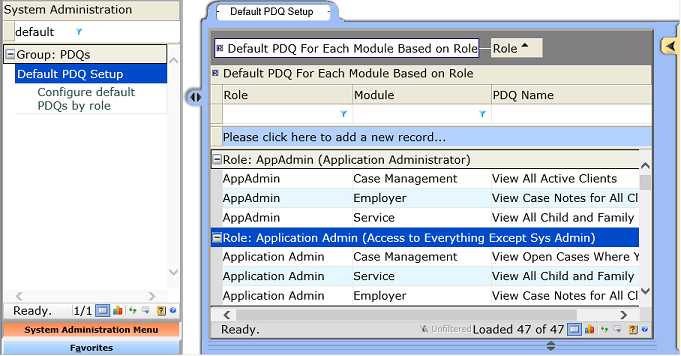 System Administration
default
Group: PDQs
Default PDQ Setup
Configure default
PDQs by role
Ready.
1/1
System Administration Menu
Favorites
Default PDQ Setup
Default PDQ For Each Module Based on Role
Role
Default PDQ For Each Module Based on Role
Role Module PDQ Name
Please click here to add a new record...
Role: AppAdmin (Application Administrator)
AppAdmin Case Management View All Active Clients
AppAdmin Employer View Case Notes for All Cl
AppAdmin Service View All Child and Family
Role: Application Admin (Access to Everything Except Sys Admin)
Application Admin Case Management View Open Cases Where Y
Application Admin Service View All Child and Family
Application Admin Employer View Case Notes for All Cl
Ready. Unfiltered Loaded 47 of 47